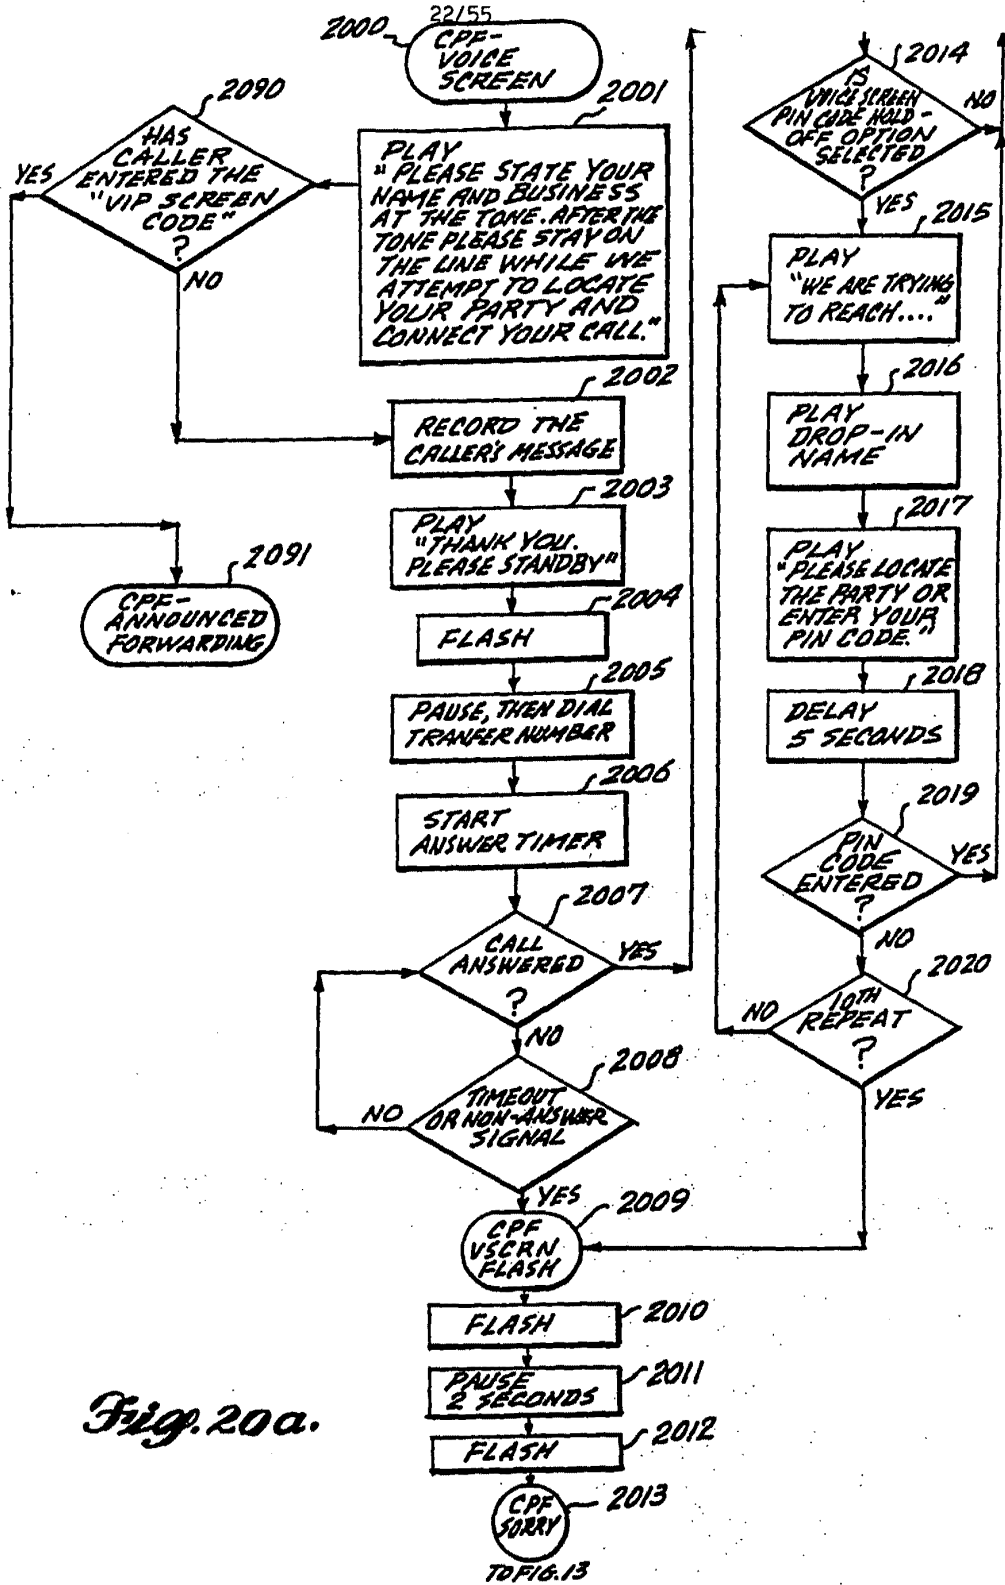 22/55
2000
CPF-
VOICE
SCREEN
2090
HAS
CALLER
ENTERED THE
"VIP SCREEN
CODE"
?
YES
NO
2001
PLAY
"PLEASE STATE YOUR
NAME AND BUSINESS
AT THE TONE. AFTER THE
TONE PLEASE STAY ON
THE LINE WHILE WE
ATTEMPT TO LOCATE
YOUR PARTY AND
CONNECT YOUR CALL."
2002
RECORD THE
CALLER'S MESSAGE
2003
PLAY
"THANK YOU.
PLEASE STANDBY"
2091
CPF-
ANNOUNCED
FORWARDING
2004
FLASH
2005
PAUSE, THEN DIAL
TRANFER NUMBER
2006
START
ANSWER TIMER
2007
CALL
ANSWERED
?
YES
NO
2008
TIMEOUT
OR NON-ANSWER
SIGNAL
NO
YES
2009
CPF
VSCRN
FLASH
2010
FLASH
2011
PAUSE
2 SECONDS
2012
FLASH
2013
CPF
SORRY
TO FIG. 13
2014
IS
VOICE SCREEN
PIN CODE HOLD-
OFF OPTION
SELECTED
?
NO
YES
2015
PLAY
"WE ARE TRYING
TO REACH...."
2016
PLAY
DROP-IN
NAME
2017
PLAY
"PLEASE LOCATE
THE PARTY OR
ENTER YOUR
PIN CODE."
2018
DELAY
5 SECONDS
2019
PIN
CODE
ENTERED
?
YES
NO
2020
10TH
REPEAT
?
NO
YES
Fig. 20a.